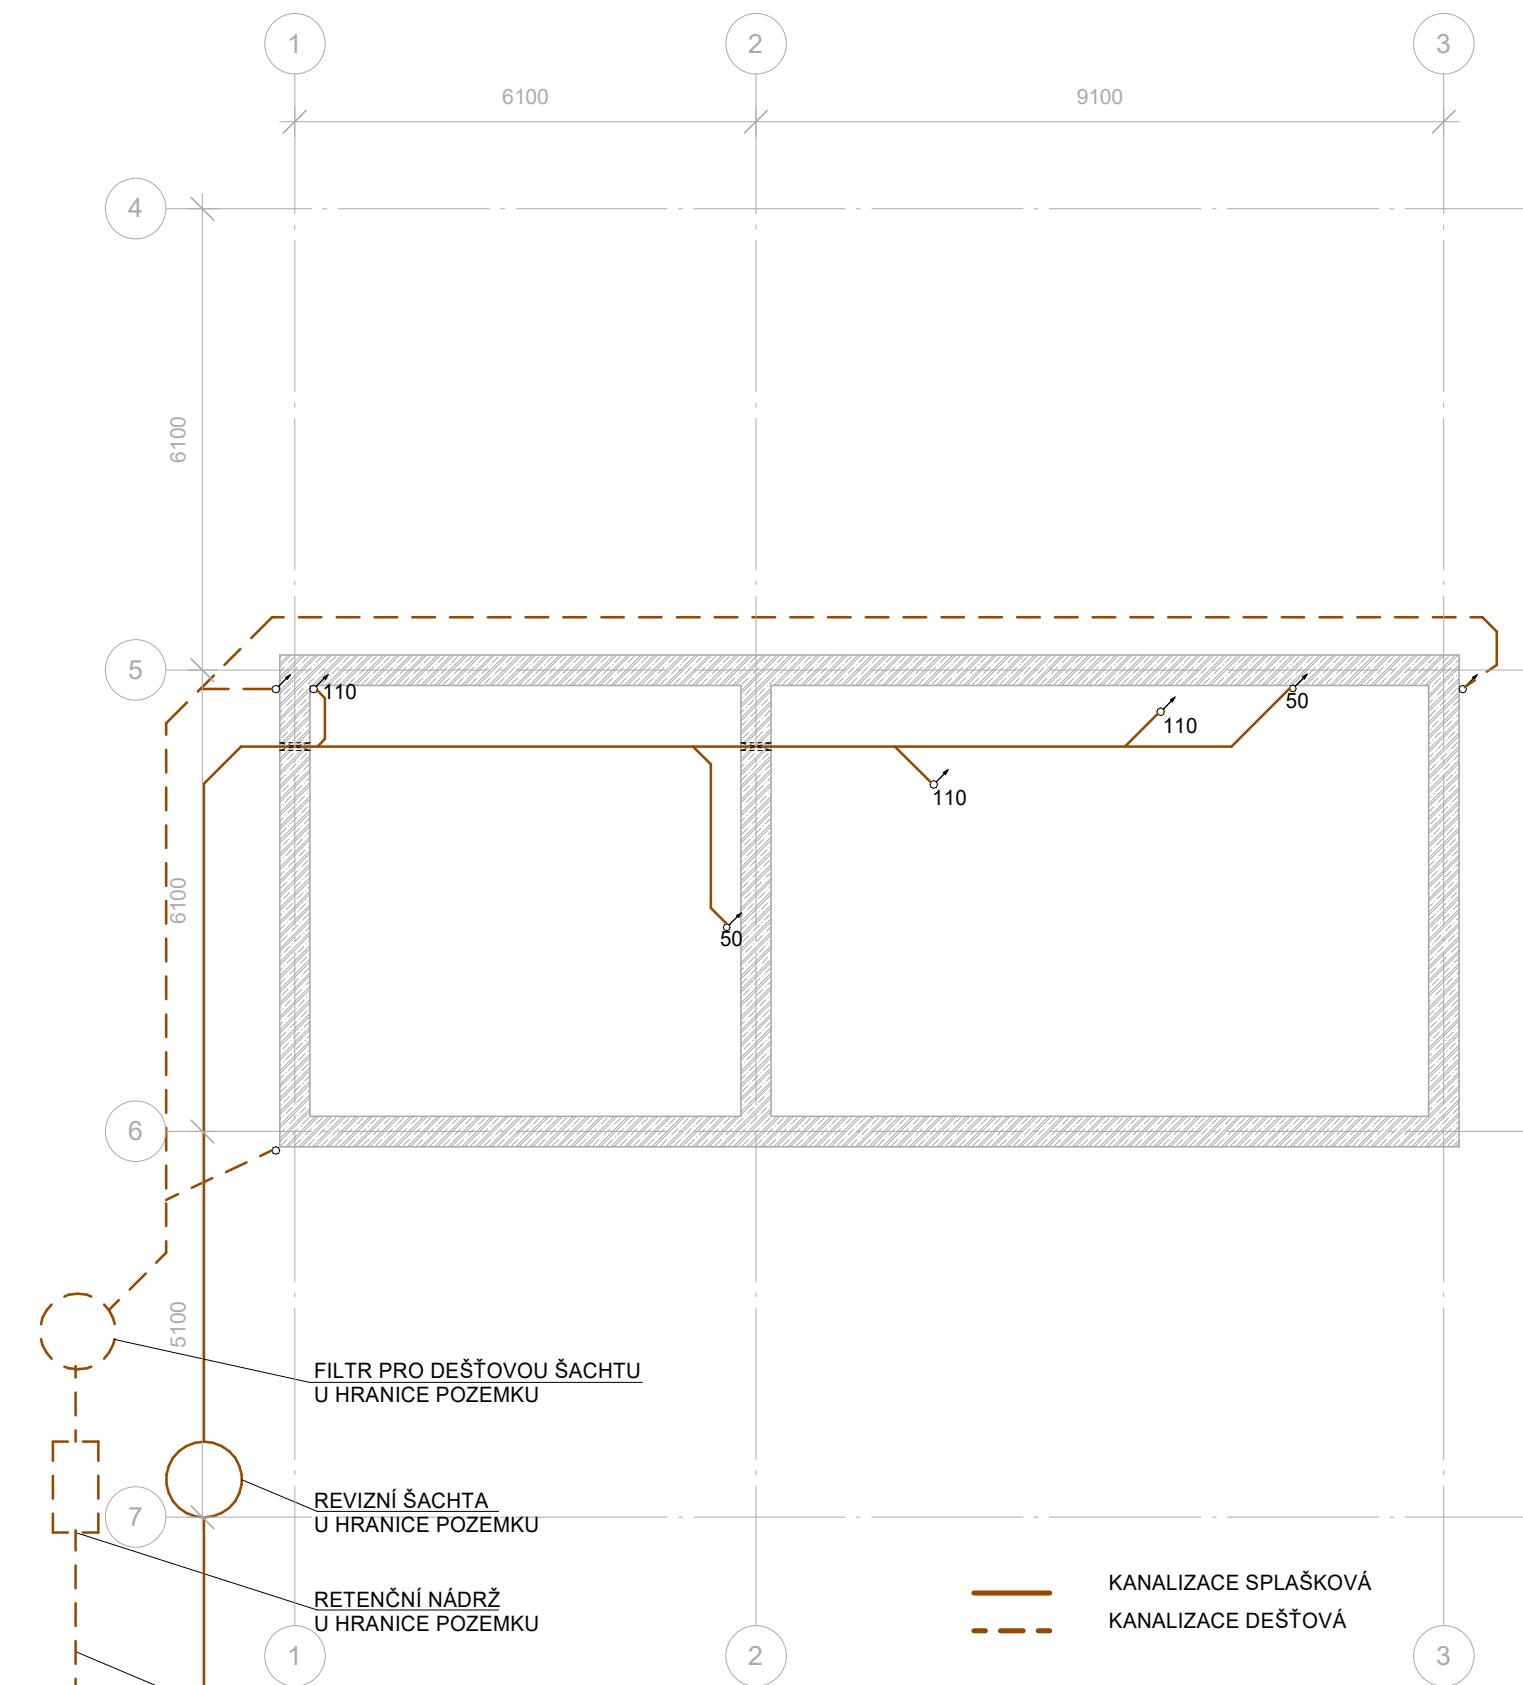 1
2
3
6100
9100
4
6100
5
110
50
110
110
6100
50
6
5100
FILTR PRO DEŠŤOVOU ŠACHTU
U HRANICE POZEMKU
REVIZNÍ ŠACHTA
U HRANICE POZEMKU
7
RETENČNÍ NÁDRŽ
U HRANICE POZEMKU
KANALIZACE SPLAŠKOVÁ
KANALIZACE DEŠŤOVÁ
1
2
3